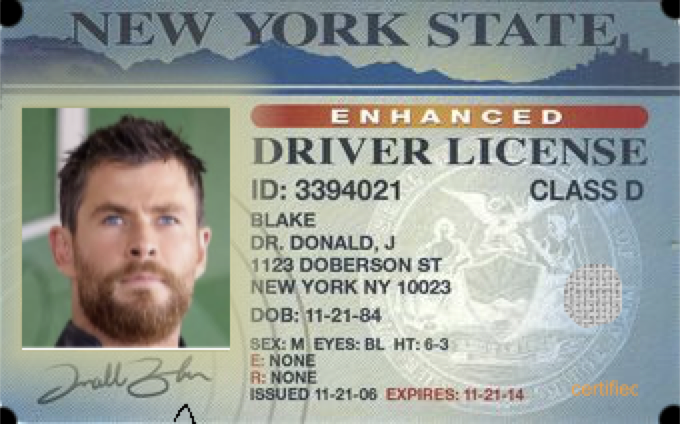 NEW YORK STATE
ENHANCED
DRIVER LICENSE
ID: 3394021 CLASS D
BLAKE
DR. DONALD, J
1123 DOBERSON ST
NEW YORK NY 10023
DOB: 11-21-84
SEX: M EYES: BL HT: 6-3
E: NONE
R: NONE
ISSUED 11-21-06 EXPIRES: 11-21-14
certifiec